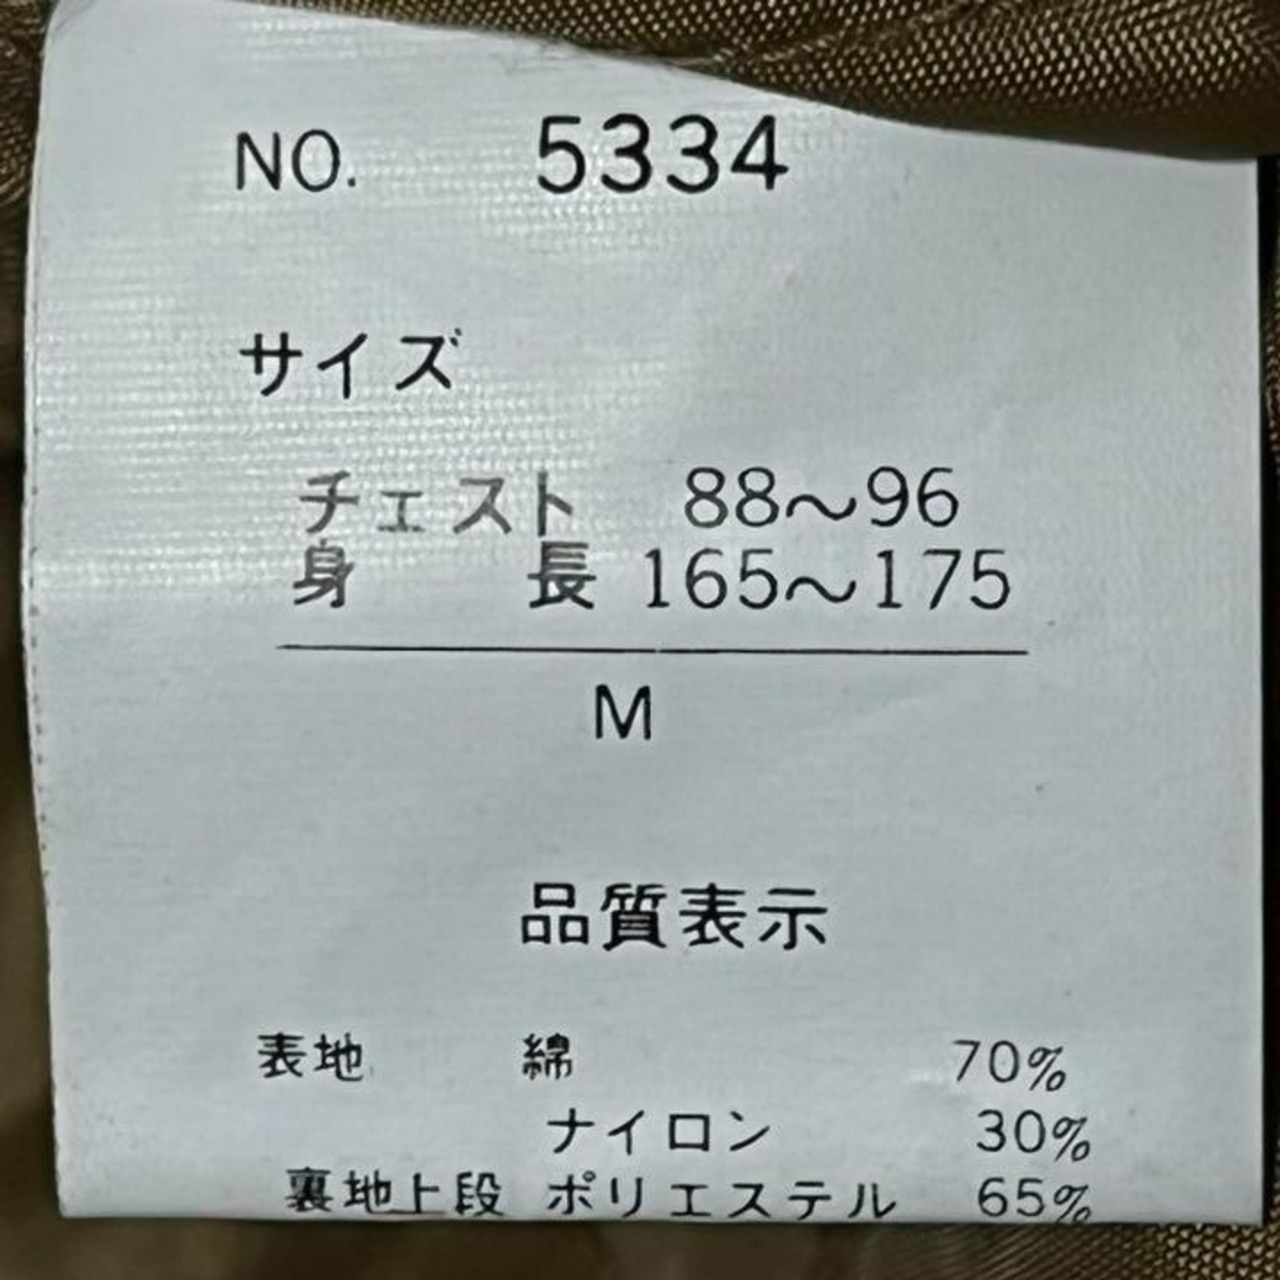 NO. 5334
サイズ
チェスト 88〜96
身長 165〜175
M
品質表示
表地 綿 70%
ナイロン 30%
裏地上段 ポリエステル 65%